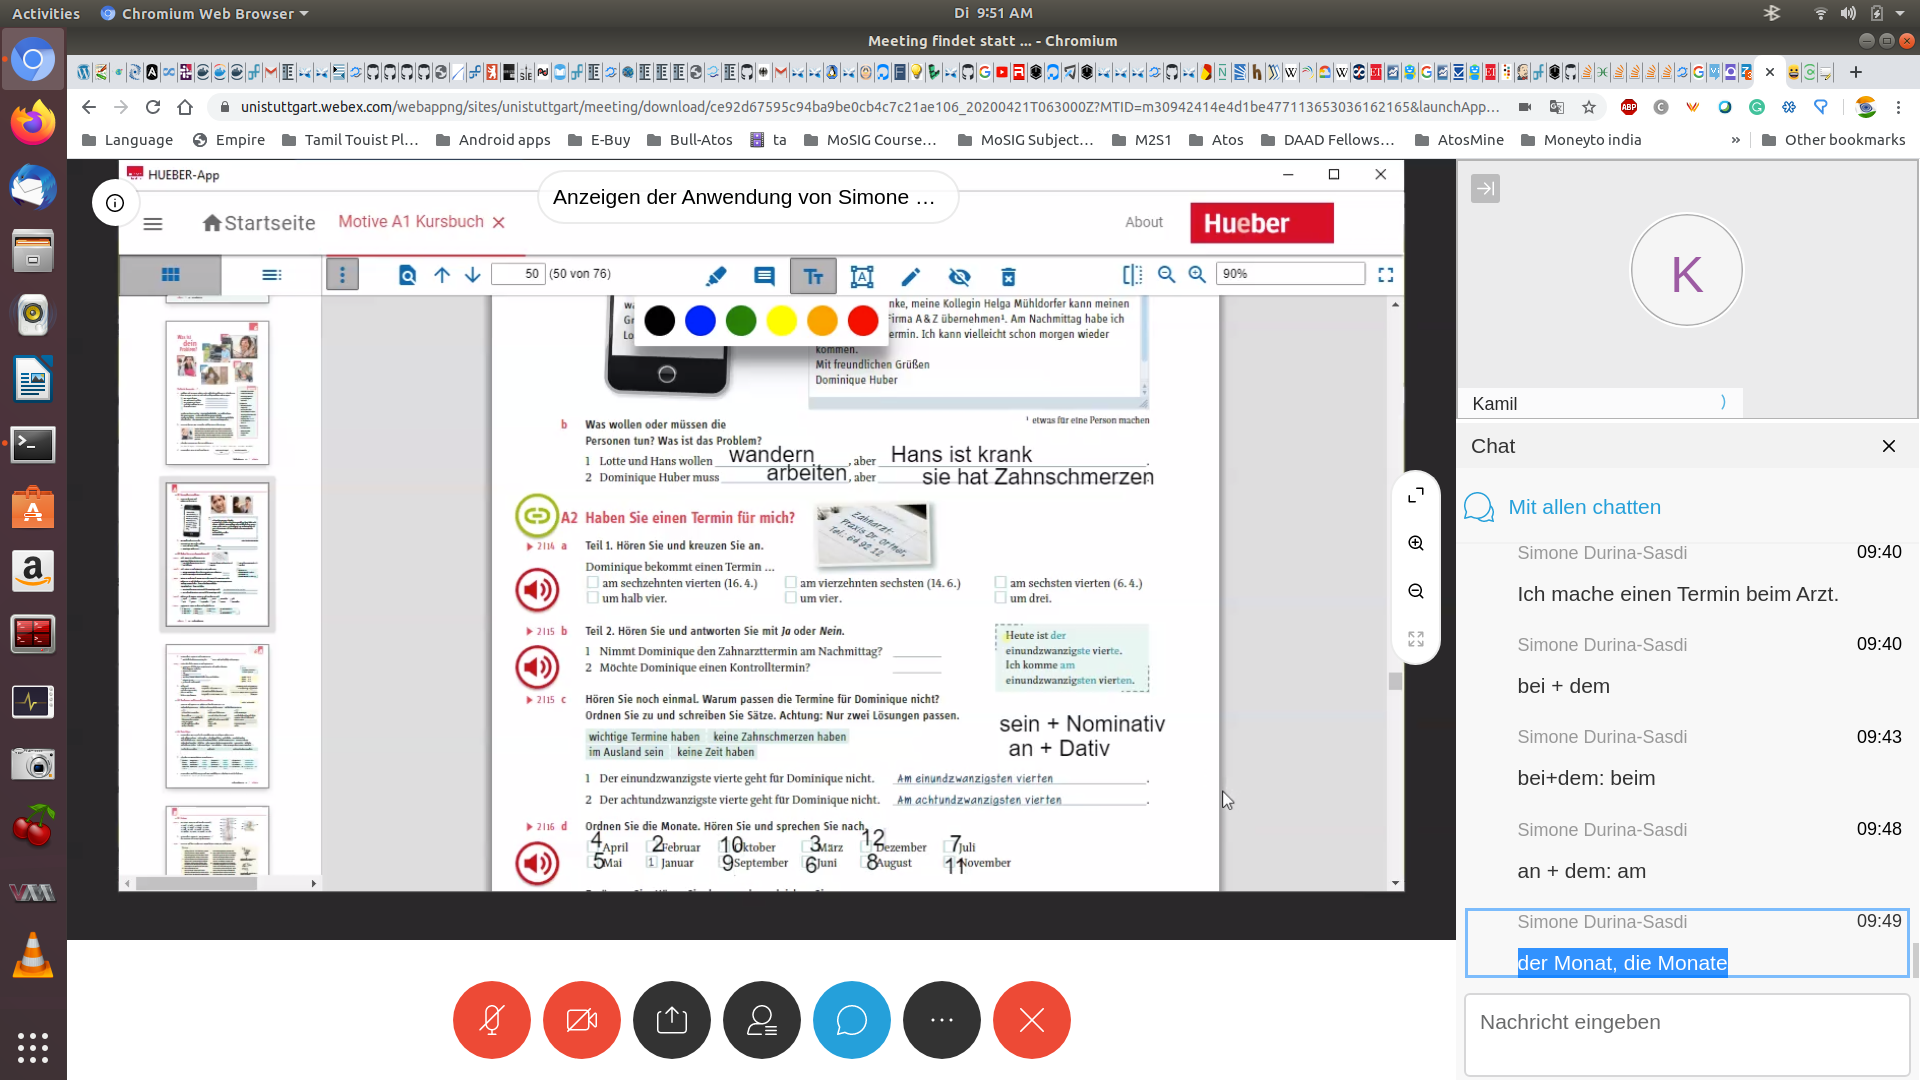 Activities
Chromium Web Browser
Di 9:51 AM
Meeting findet statt ... - Chromium
unistuttgart.webex.com/webappng/sites/unistuttgart/meeting/download/ce92d67595c94ba9be0cb4c7c21ae106_20200421T063000Z?MTID=m30942414e4d1be477113653036162165&launchApp...
Language
Empire
Tamil Touist Pl...
Android apps
E-Buy
Bull-Atos
ta
MoSIG Course...
MoSIG Subject...
M2S1
Atos
DAAD Fellows...
AtosMine
Moneyto india
»
Other bookmarks
HUEBER-App
Anzeigen der Anwendung von Simone ...
Startseite
Motive A1 Kursbuch
About
Hueber
50 (50 von 76)
90%
nke, meine Kollegin Helga Mühldorfer kann meinen
Firma A & Z übernehmen¹. Am Nachmittag habe ich
ermin. Ich kann vielleicht schon morgen wieder
kommen.
Mit freundlichen Grüßen
Dominique Huber
¹ etwas für eine Person machen
b Was wollen oder müssen die
Personen tun? Was ist das Problem?
1 Lotte und Hans wollen wandern, aber Hans ist krank.
2 Dominique Huber muss arbeiten, aber sie hat Zahnschmerzen
A2 Haben Sie einen Termin für mich?
Zahnarzt-
Praxis Dr. Ortner,
Tel.: 64 92 12
2|14 a Teil 1. Hören Sie und kreuzen Sie an.
Dominique bekommt einen Termin ...
am sechzehnten vierten (16. 4.)
am vierzehnten sechsten (14. 6.)
am sechsten vierten (6. 4.)
um halb vier.
um vier.
um drei.
2|15 b Teil 2. Hören Sie und antworten Sie mit Ja oder Nein.
1 Nimmt Dominique den Zahnarzttermin am Nachmittag?
2 Möchte Dominique einen Kontrolltermin?
Heute ist der
einundzwanzigste vierte.
Ich komme am
einundzwanzigsten vierten.
2|15 c Hören Sie noch einmal. Warum passen die Termine für Dominique nicht?
Ordnen Sie zu und schreiben Sie Sätze. Achtung: Nur zwei Lösungen passen.
wichtige Termine haben keine Zahnschmerzen haben
im Ausland sein keine Zeit haben
sein + Nominativ
an + Dativ
1 Der einundzwanzigste vierte geht für Dominique nicht. Am einundzwanzigsten vierten.
2 Der achtundzwanzigste vierte geht für Dominique nicht. Am achtundzwanzigsten vierten.
2|16 d Ordnen Sie die Monate. Hören Sie und sprechen Sie nach.
4 April 2 Februar 10 Oktober 3 März 12 Dezember 7 Juli
5 Mai 1 Januar 9 September 6 Juni 8 August 11 November
K
Kamil
Chat
Mit allen chatten
Simone Durina-Sasdi 09:40
Ich mache einen Termin beim Arzt.
Simone Durina-Sasdi 09:40
bei + dem
Simone Durina-Sasdi 09:43
bei+dem: beim
Simone Durina-Sasdi 09:48
an + dem: am
Simone Durina-Sasdi 09:49
der Monat, die Monate
Nachricht eingeben